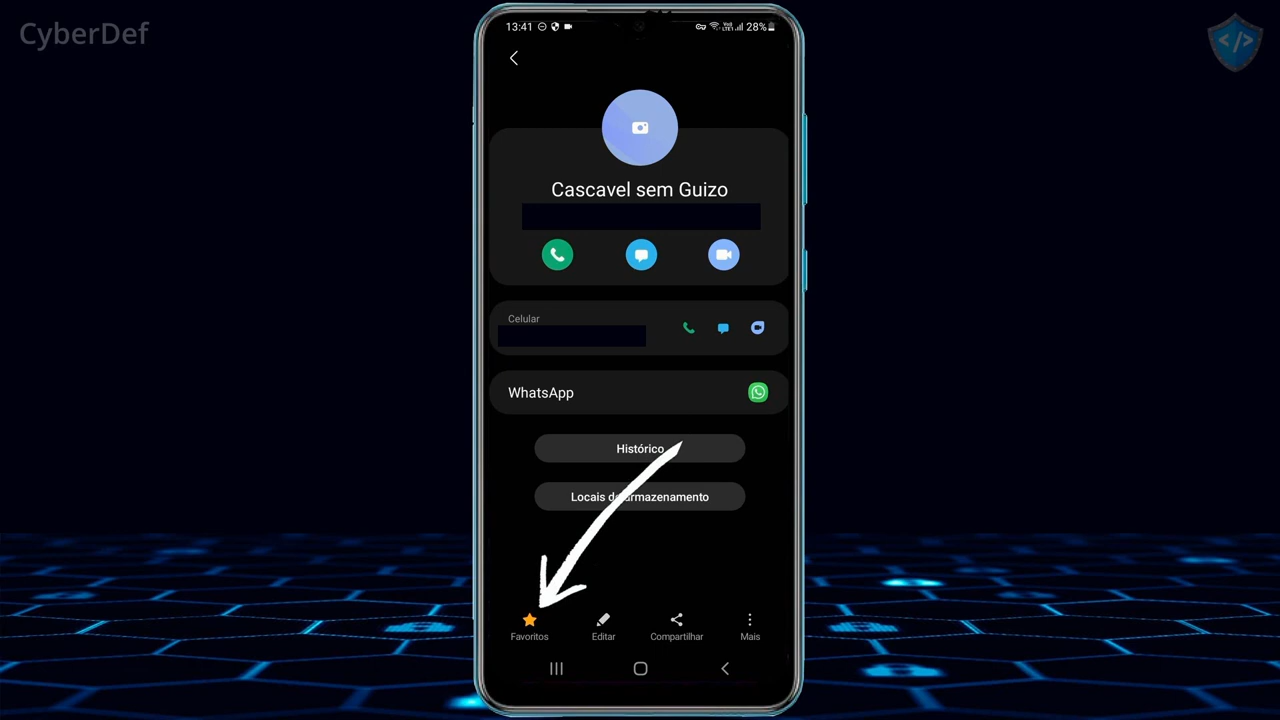 CyberDef
13:41
28%
Cascavel sem Guizo
Celular
WhatsApp
Histórico
Locais de armazenamento
Favoritos
Editar
Compartilhar
Mais